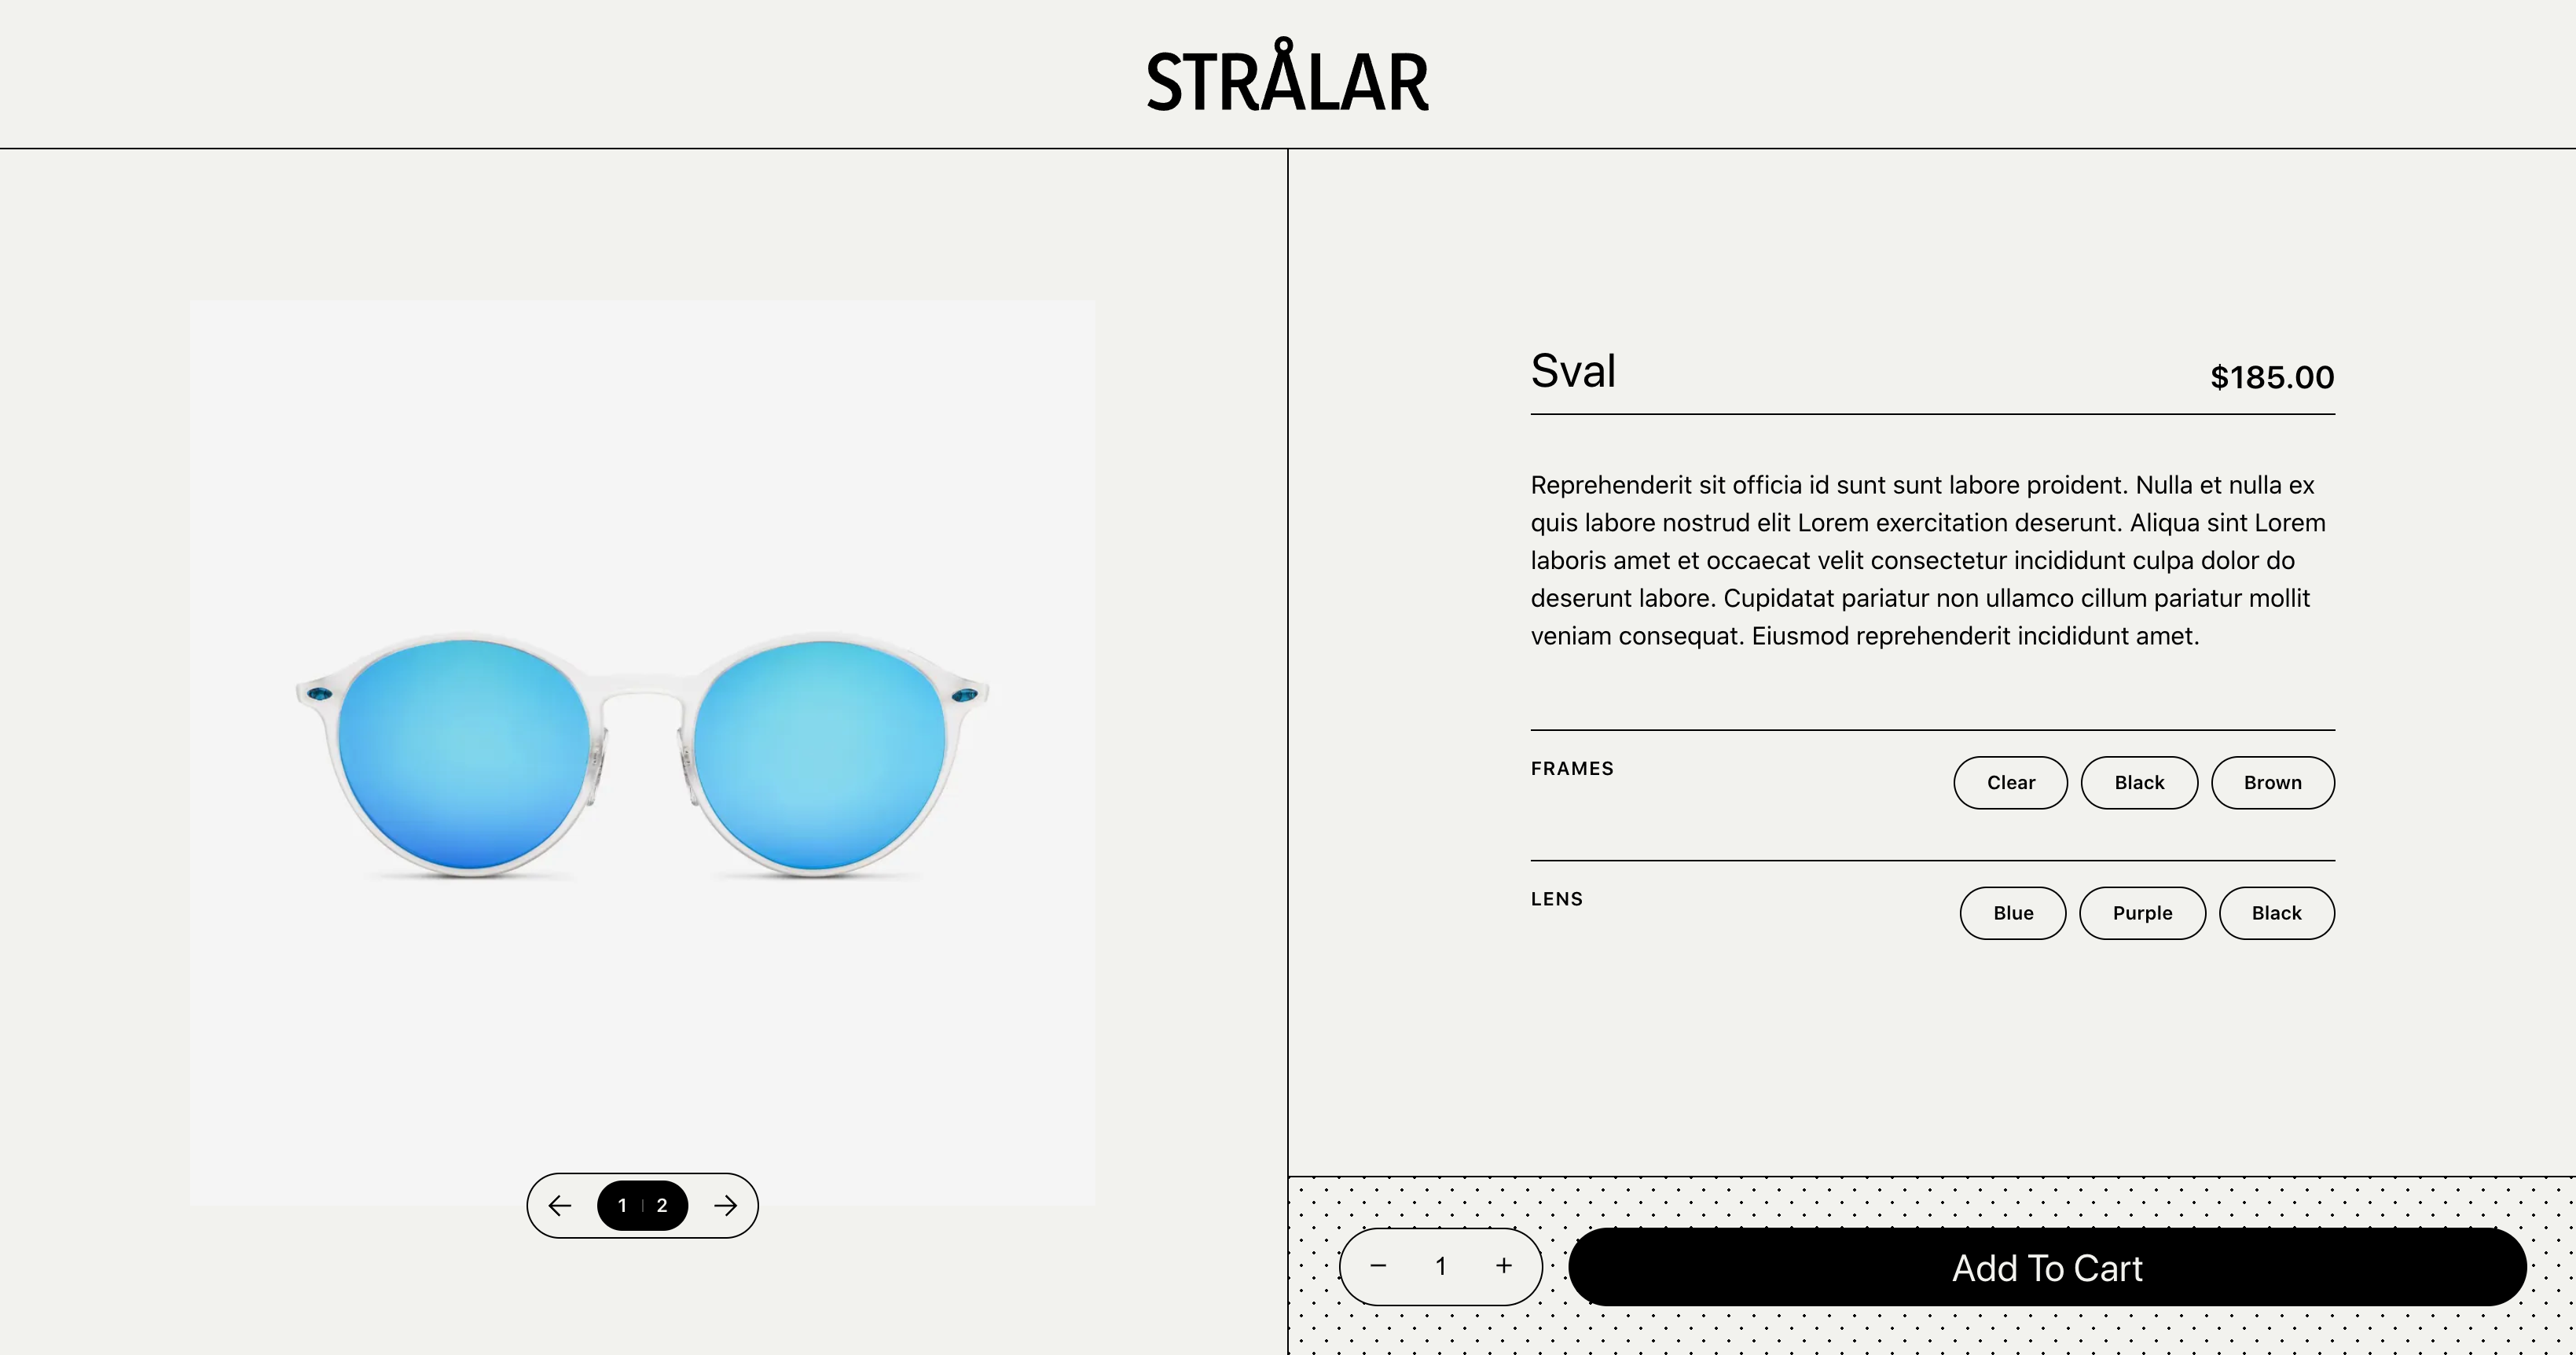 STRÅLAR
Sval
$185.00
Reprehenderit sit officia id sunt sunt labore proident. Nulla et nulla ex
quis labore nostrud elit Lorem exercitation deserunt. Aliqua sint Lorem
laboris amet et occaecat velit consectetur incididunt culpa dolor do
deserunt labore. Cupidatat pariatur non ullamco cillum pariatur mollit
veniam consequat. Eiusmod reprehenderit incididunt amet.
FRAMES
Clear
Black
Brown
LENS
Blue
Purple
Black
← 1 | 2 →
− 1 +
Add To Cart